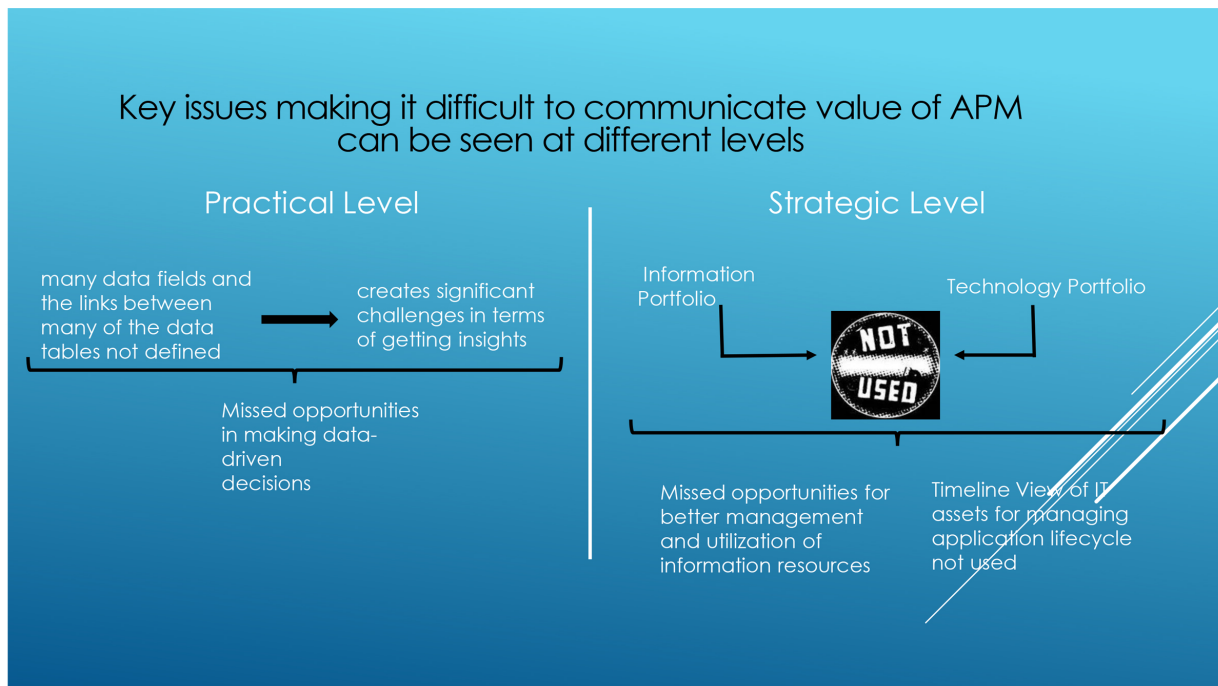 Key issues making it difficult to communicate value of APM
can be seen at different levels
Practical Level
many data fields and
the links between
many of the data
tables not defined
creates significant
challenges in terms
of getting insights
Missed opportunities
in making data-
driven
decisions
Strategic Level
Information
Portfolio
Technology Portfolio
NOT
USED
Missed opportunities for
better management
and utilization of
information resources
Timeline View of IT
assets for managing
application lifecycle
not used